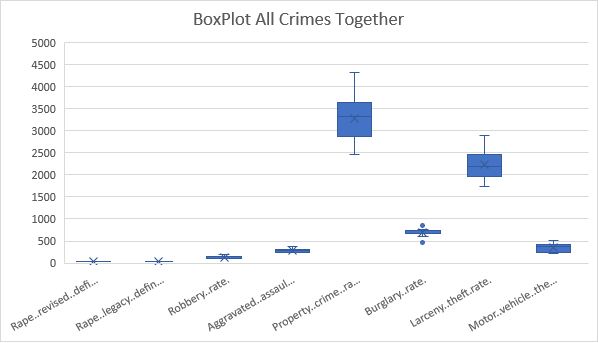 BoxPlot All Crimes Together
5000
4500
4000
3500
3000
2500
2000
1500
1000
500
0
Rape..revised..defi...
Rape..legacy..defin...
Robbery..rate.
Aggravated..assaul...
Property..crime..ra...
Burglary..rate.
Larceny..theft.rate.
Motor..vehicle..the...